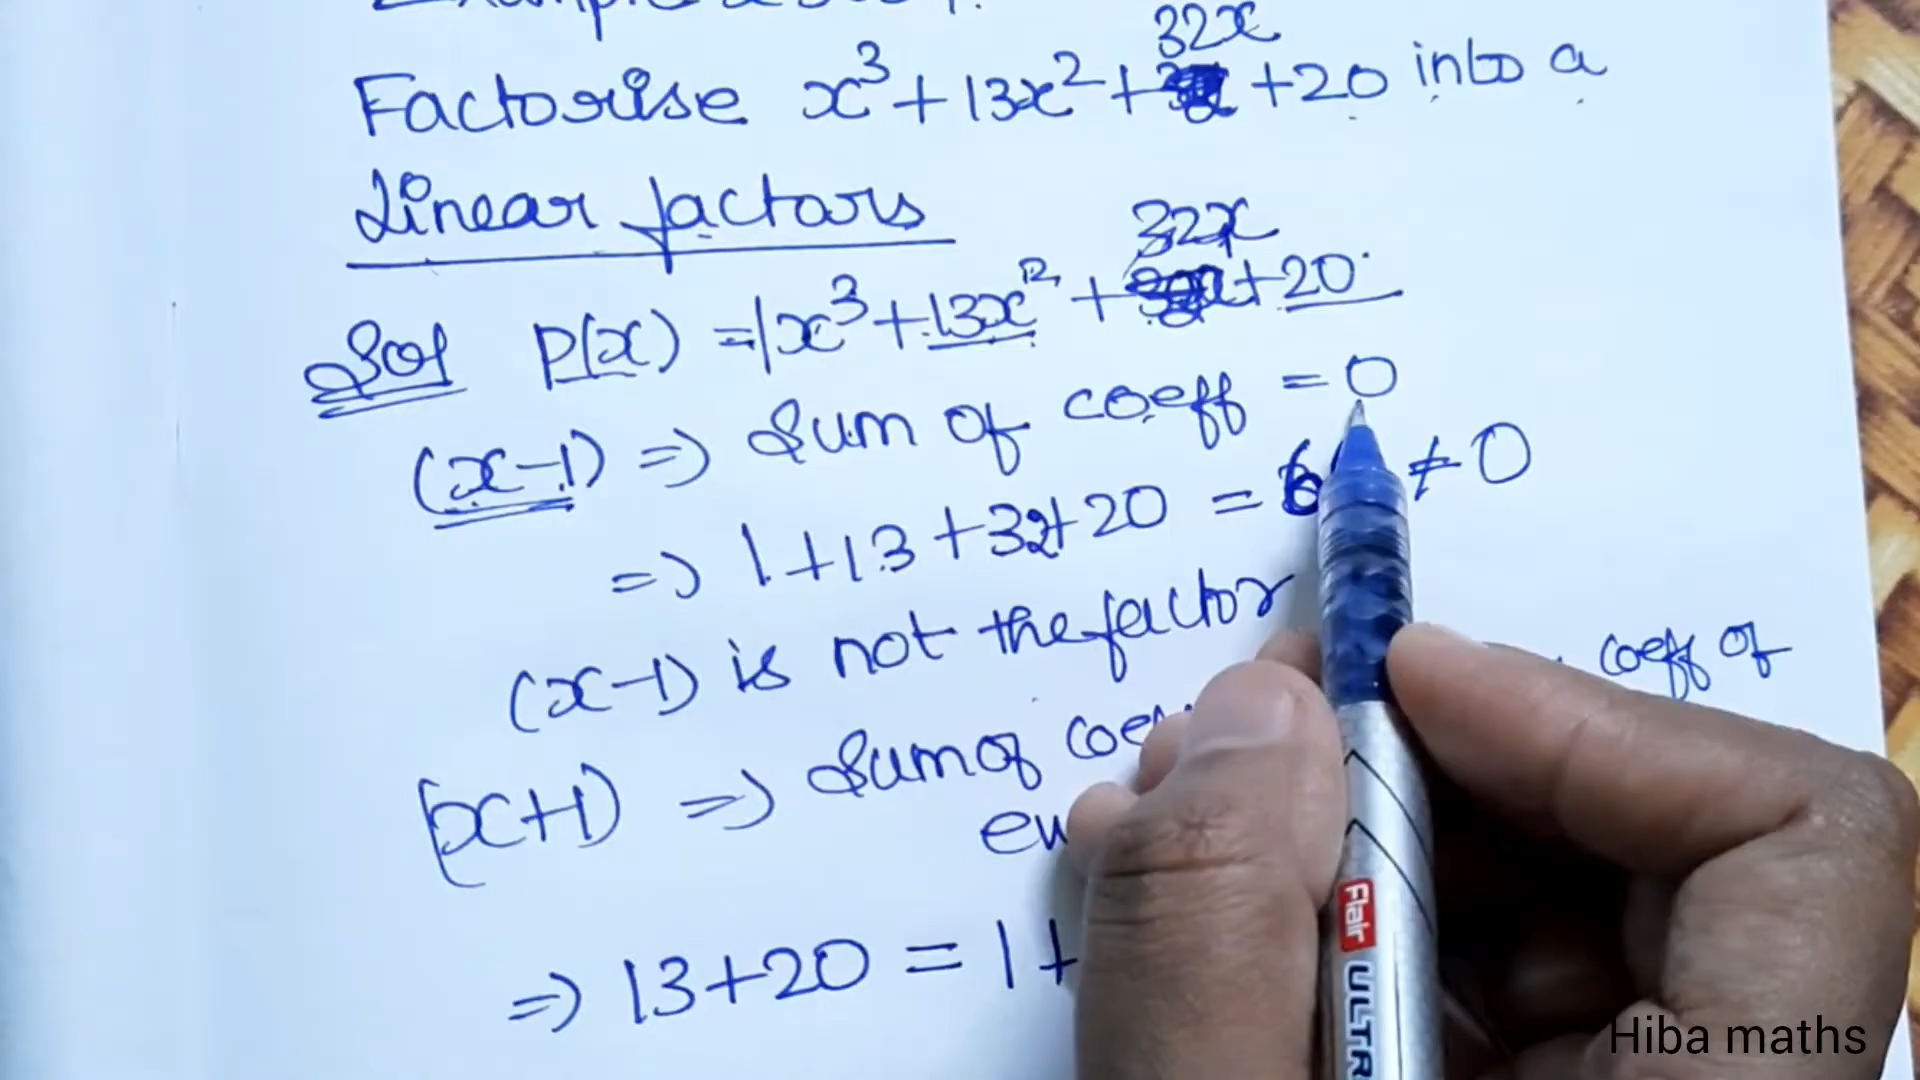 32x
Factorise x³ + 13x² + +20 into a
Linear factors
32x
Sol P(x) = 1x³ + 13x² + +20.
(x-1) => Sum of coeff = 0
=> 1+13+32+20 = 6 ≠ 0
(x-1) is not the factor
(x+1) => Sum of coeff of
=> 13+20 = 1+
Flair ULTR
Hiba maths